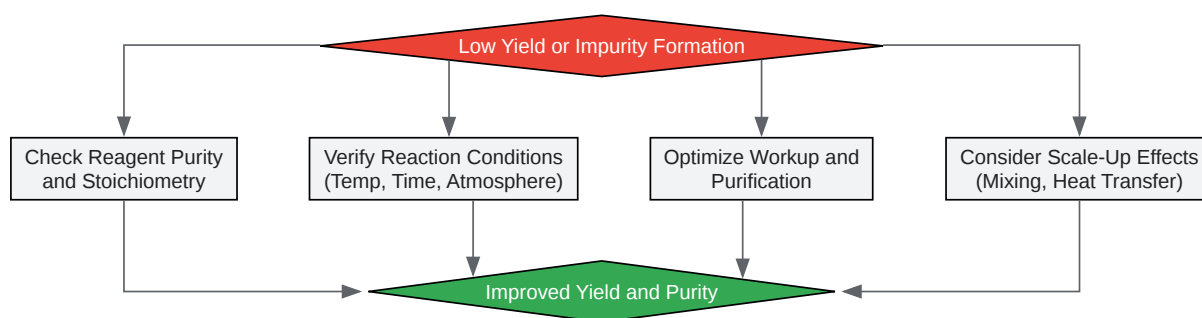 Low Yield or Impurity Formation
Check Reagent Purity
and Stoichiometry
Verify Reaction Conditions
(Temp, Time, Atmosphere)
Optimize Workup and
Purification
Consider Scale-Up Effects
(Mixing, Heat Transfer)
Improved Yield and Purity